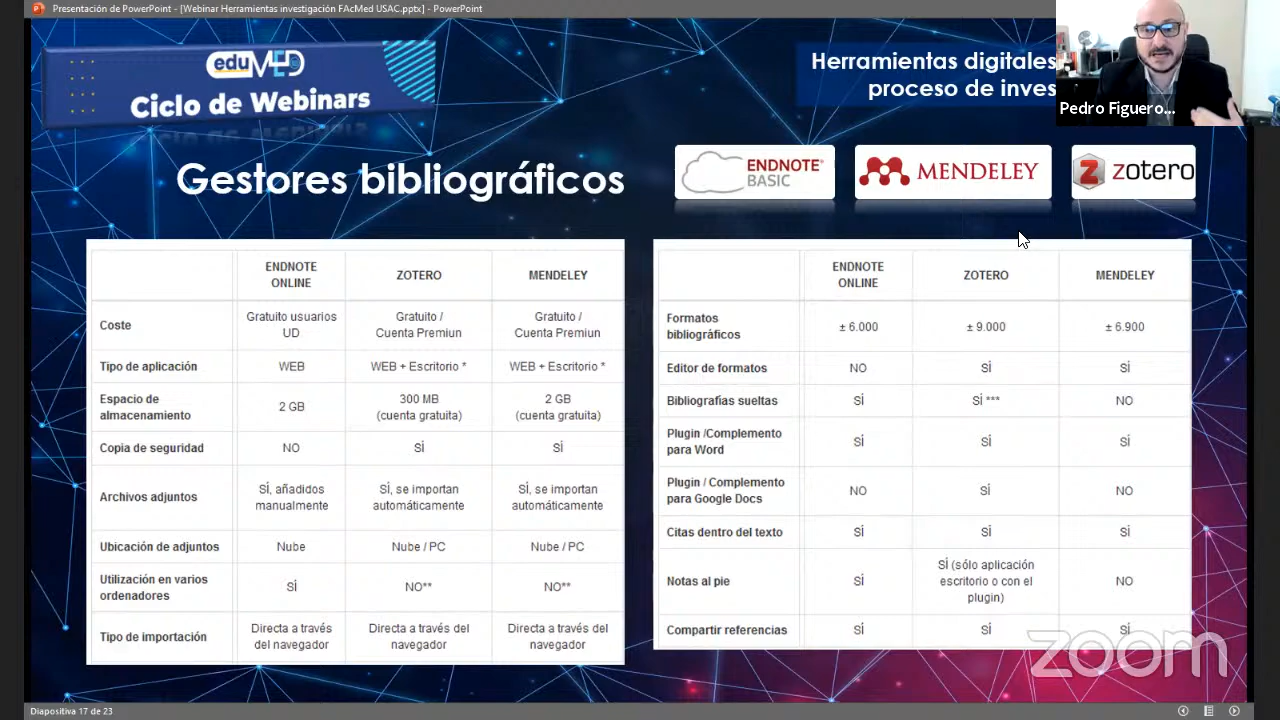 Presentación de PowerPoint - [Webinar Herramientas investigación FAcMed USAC.pptx] - PowerPoint
eduMED
Ciclo de Webinars
Herramientas digitales
proceso de inves
Pedro Figuero...
Gestores bibliográficos
ENDNOTE
BASIC
MENDELEY
Z zotero
ENDNOTE ONLINE ZOTERO MENDELEY
Coste Gratuito usuarios UD Gratuito / Cuenta Premiun Gratuito / Cuenta Premiun
Tipo de aplicación WEB WEB + Escritorio * WEB + Escritorio *
Espacio de almacenamiento 2 GB 300 MB (cuenta gratuita) 2 GB (cuenta gratuita)
Copia de seguridad NO SÍ SÍ
Archivos adjuntos SÍ, añadidos manualmente SÍ, se importan automáticamente SÍ, se importan automáticamente
Ubicación de adjuntos Nube Nube / PC Nube / PC
Utilización en varios ordenadores SÍ NO** NO**
Tipo de importación Directa a través del navegador Directa a través del navegador Directa a través del navegador
ENDNOTE ONLINE ZOTERO MENDELEY
Formatos bibliográficos ± 6.000 ± 9.000 ± 6.900
Editor de formatos NO SÍ SÍ
Bibliografías sueltas SÍ SÍ *** NO
Plugin /Complemento para Word SÍ SÍ SÍ
Plugin / Complemento para Google Docs NO SÍ NO
Citas dentro del texto SÍ SÍ SÍ
Notas al pie SÍ SÍ (sólo aplicación escritorio o con el plugin) NO
Compartir referencias SÍ SÍ SÍ
zoom
Diapositiva 17 de 23